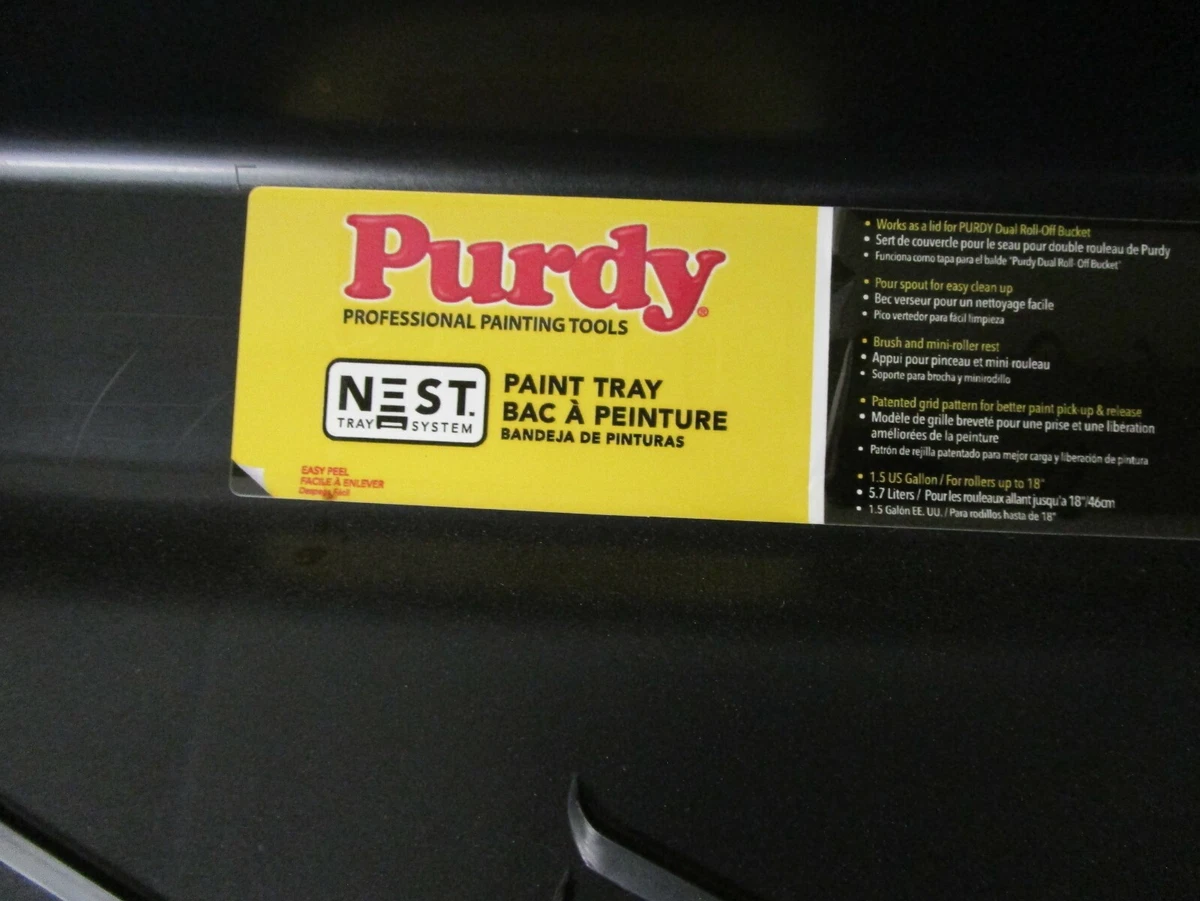 Purdy®
PROFESSIONAL PAINTING TOOLS
NEST.
TRAY SYSTEM
PAINT TRAY
BAC À PEINTURE
BANDEJA DE PINTURAS
EASY PEEL
FACILE À ENLEVER
Despega Fácil
• Works as a lid for PURDY Dual Roll-Off Bucket
• Sert de couvercle pour le seau pour double rouleau de Purdy
• Funciona como tapa para el balde "Purdy Dual Roll-Off Bucket"
• Pour spout for easy clean up
• Bec verseur pour un nettoyage facile
• Pico vertedor para fácil limpieza
• Brush and mini-roller rest
• Appui pour pinceau et mini rouleau
• Soporte para brocha y minirodillo
• Patented grid pattern for better paint pick-up & release
• Modèle de grille breveté pour une prise et une libération
améliorées de la peinture
• Patrón de rejilla patentado para mejor carga y liberación de pintura
• 1.5 US Gallon / For rollers up to 18"
• 5.7 Liters / Pour les rouleaux allant jusqu'a 18"/46cm
• 1.5 Galón EE. UU. / Para rodillos hasta de 18"